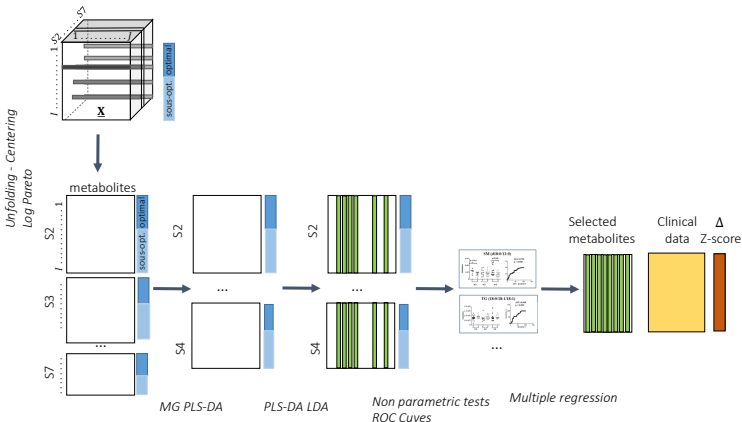 S7
S2
1
1
I
X
optimal
sous-opt.
Unfolding - Centering
Log Pareto
metabolites
S2
1
I
optimal
sous-opt.
S3
...
S7
S2
...
S4
S2
...
S4
SM (d18:0/12:0)
TG (18:0/18:1/18:1)
...
Selected
metabolites
Clinical
data
Δ
Z-score
MG PLS-DA
PLS-DA LDA
Non parametric tests
ROC Cuves
Multiple regression